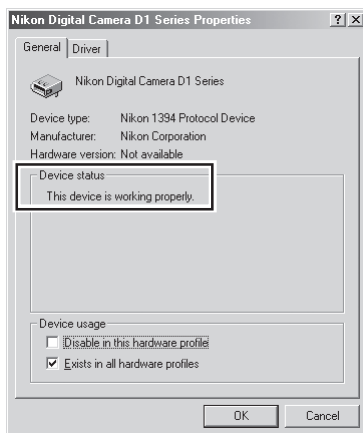 Nikon Digital Camera D1 Series Properties
General Driver
Nikon Digital Camera D1 Series
Device type: Nikon 1394 Protocol Device
Manufacturer: Nikon Corporation
Hardware version: Not available
Device status
This device is working properly.
Device usage
Disable in this hardware profile
Exists in all hardware profiles
OK Cancel